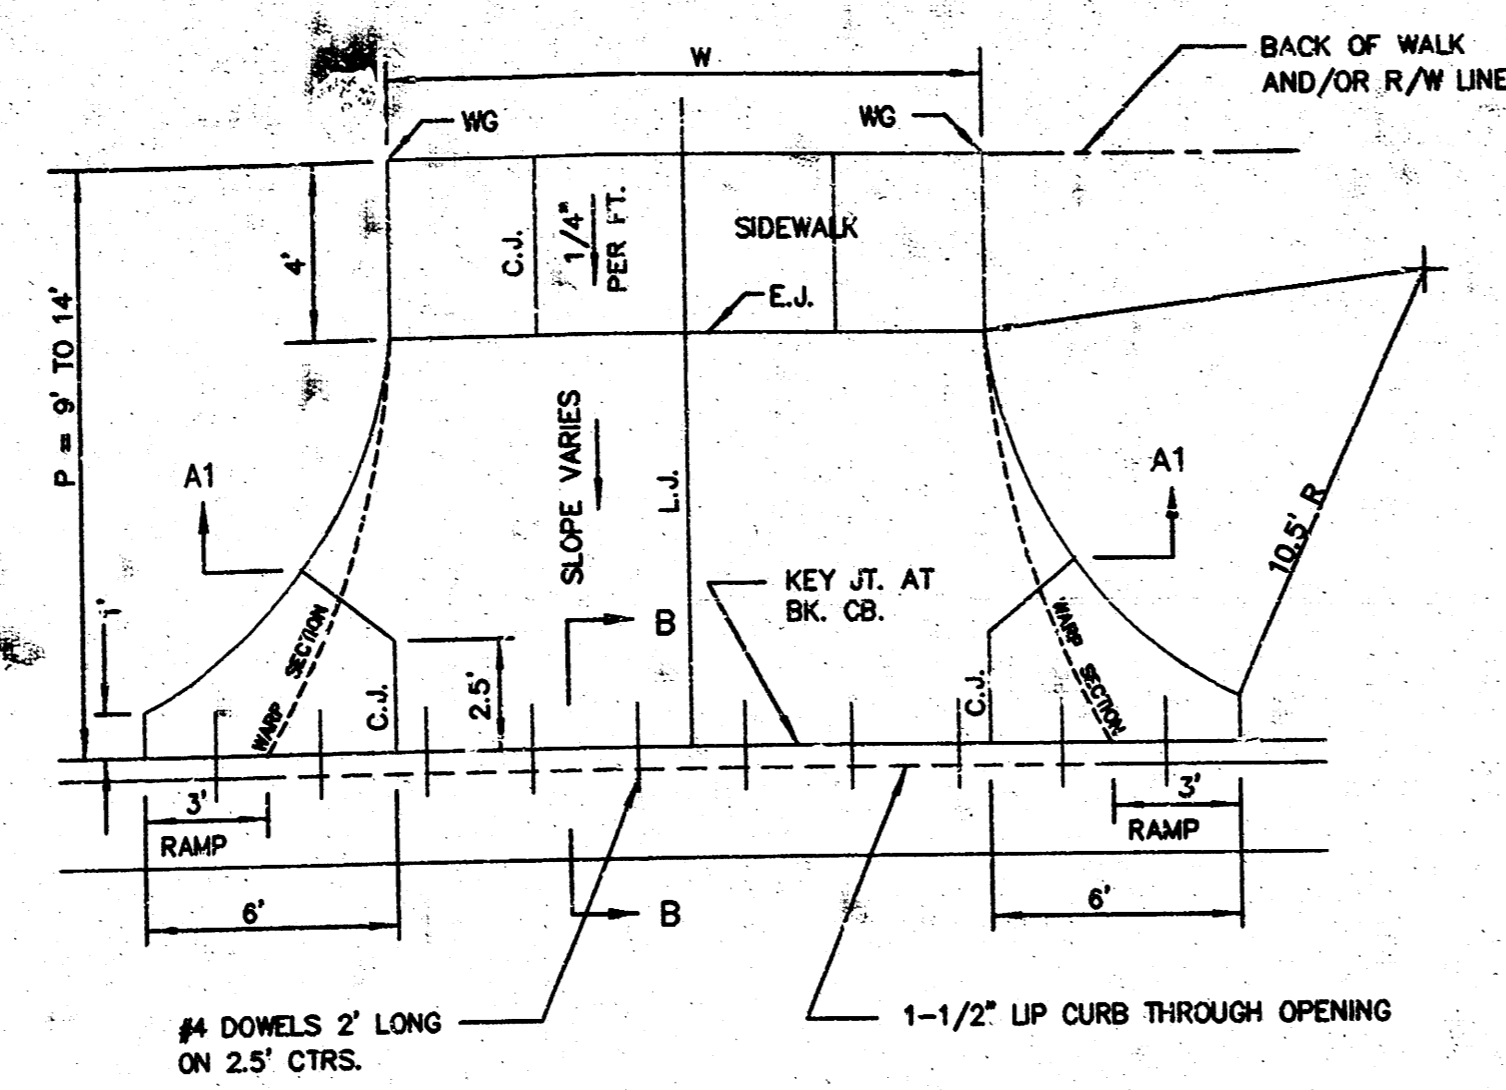 W
BACK OF WALK
AND/OR R/W LINE
WG
WG
P = 9' TO 14'
4'
C.J.
1/4"
PER FT.
SIDEWALK
E.J.
A1
SLOPE VARIES
L.J.
A1
10.5' R
KEY JT. AT
BK. CB.
1'
WARP SECTION
B
WARP SECTION
C.J.
2.5'
C.J.
3'
RAMP
3'
RAMP
6'
B
6'
#4 DOWELS 2' LONG
ON 2.5' CTRS.
1-1/2" LIP CURB THROUGH OPENING